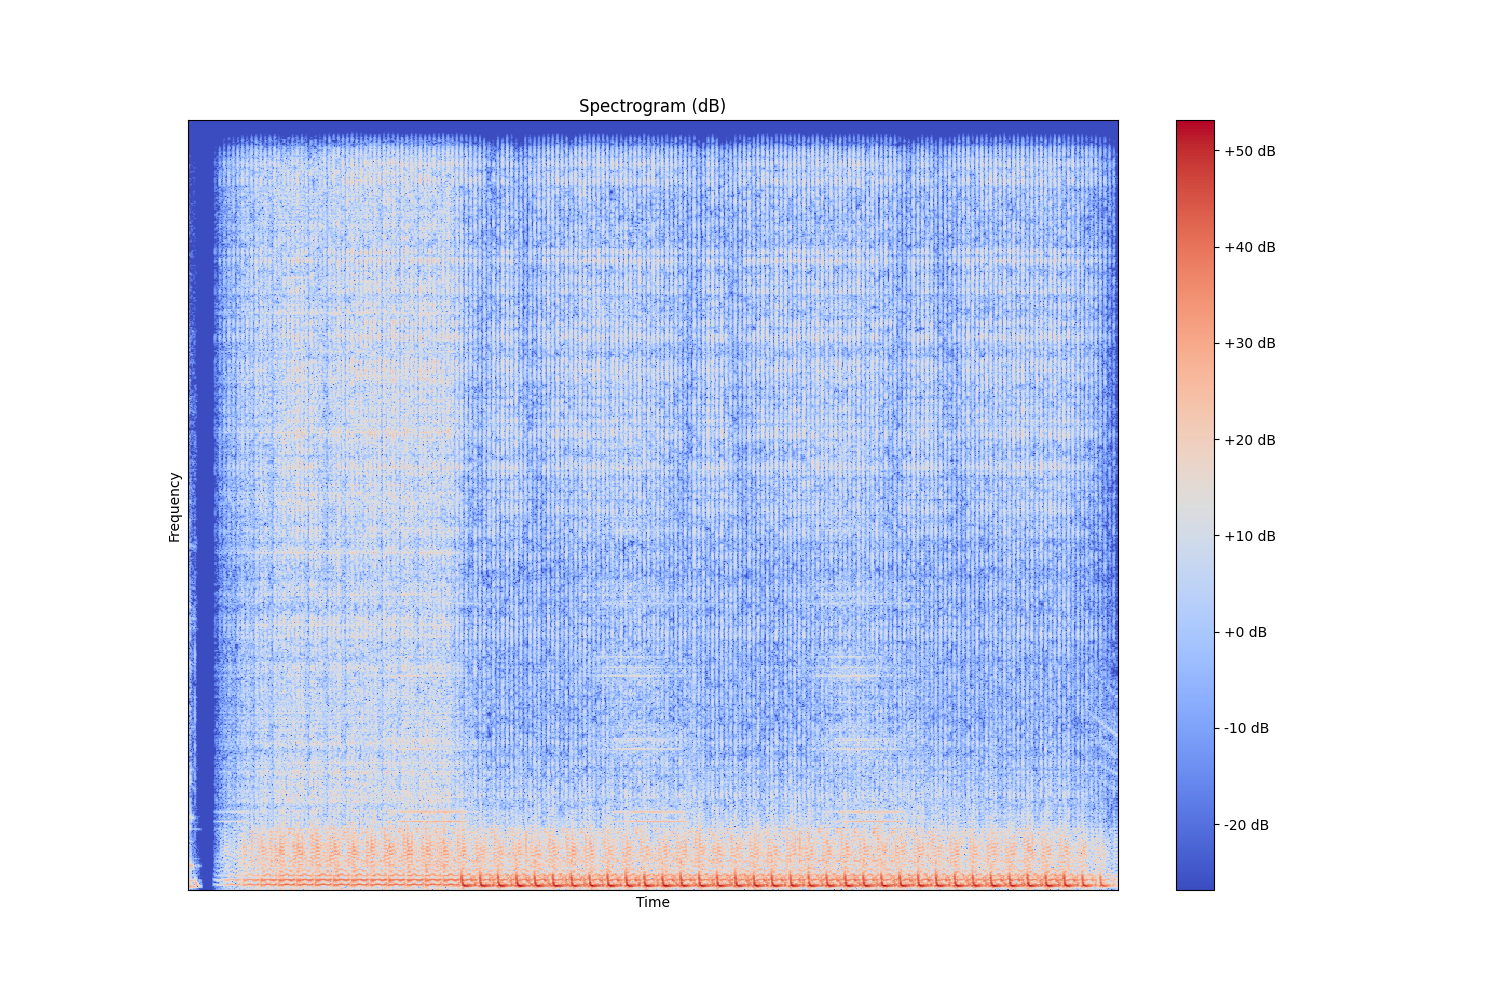 Spectrogram (dB)
Frequency
Time
+50 dB
+40 dB
+30 dB
+20 dB
+10 dB
+0 dB
-10 dB
-20 dB